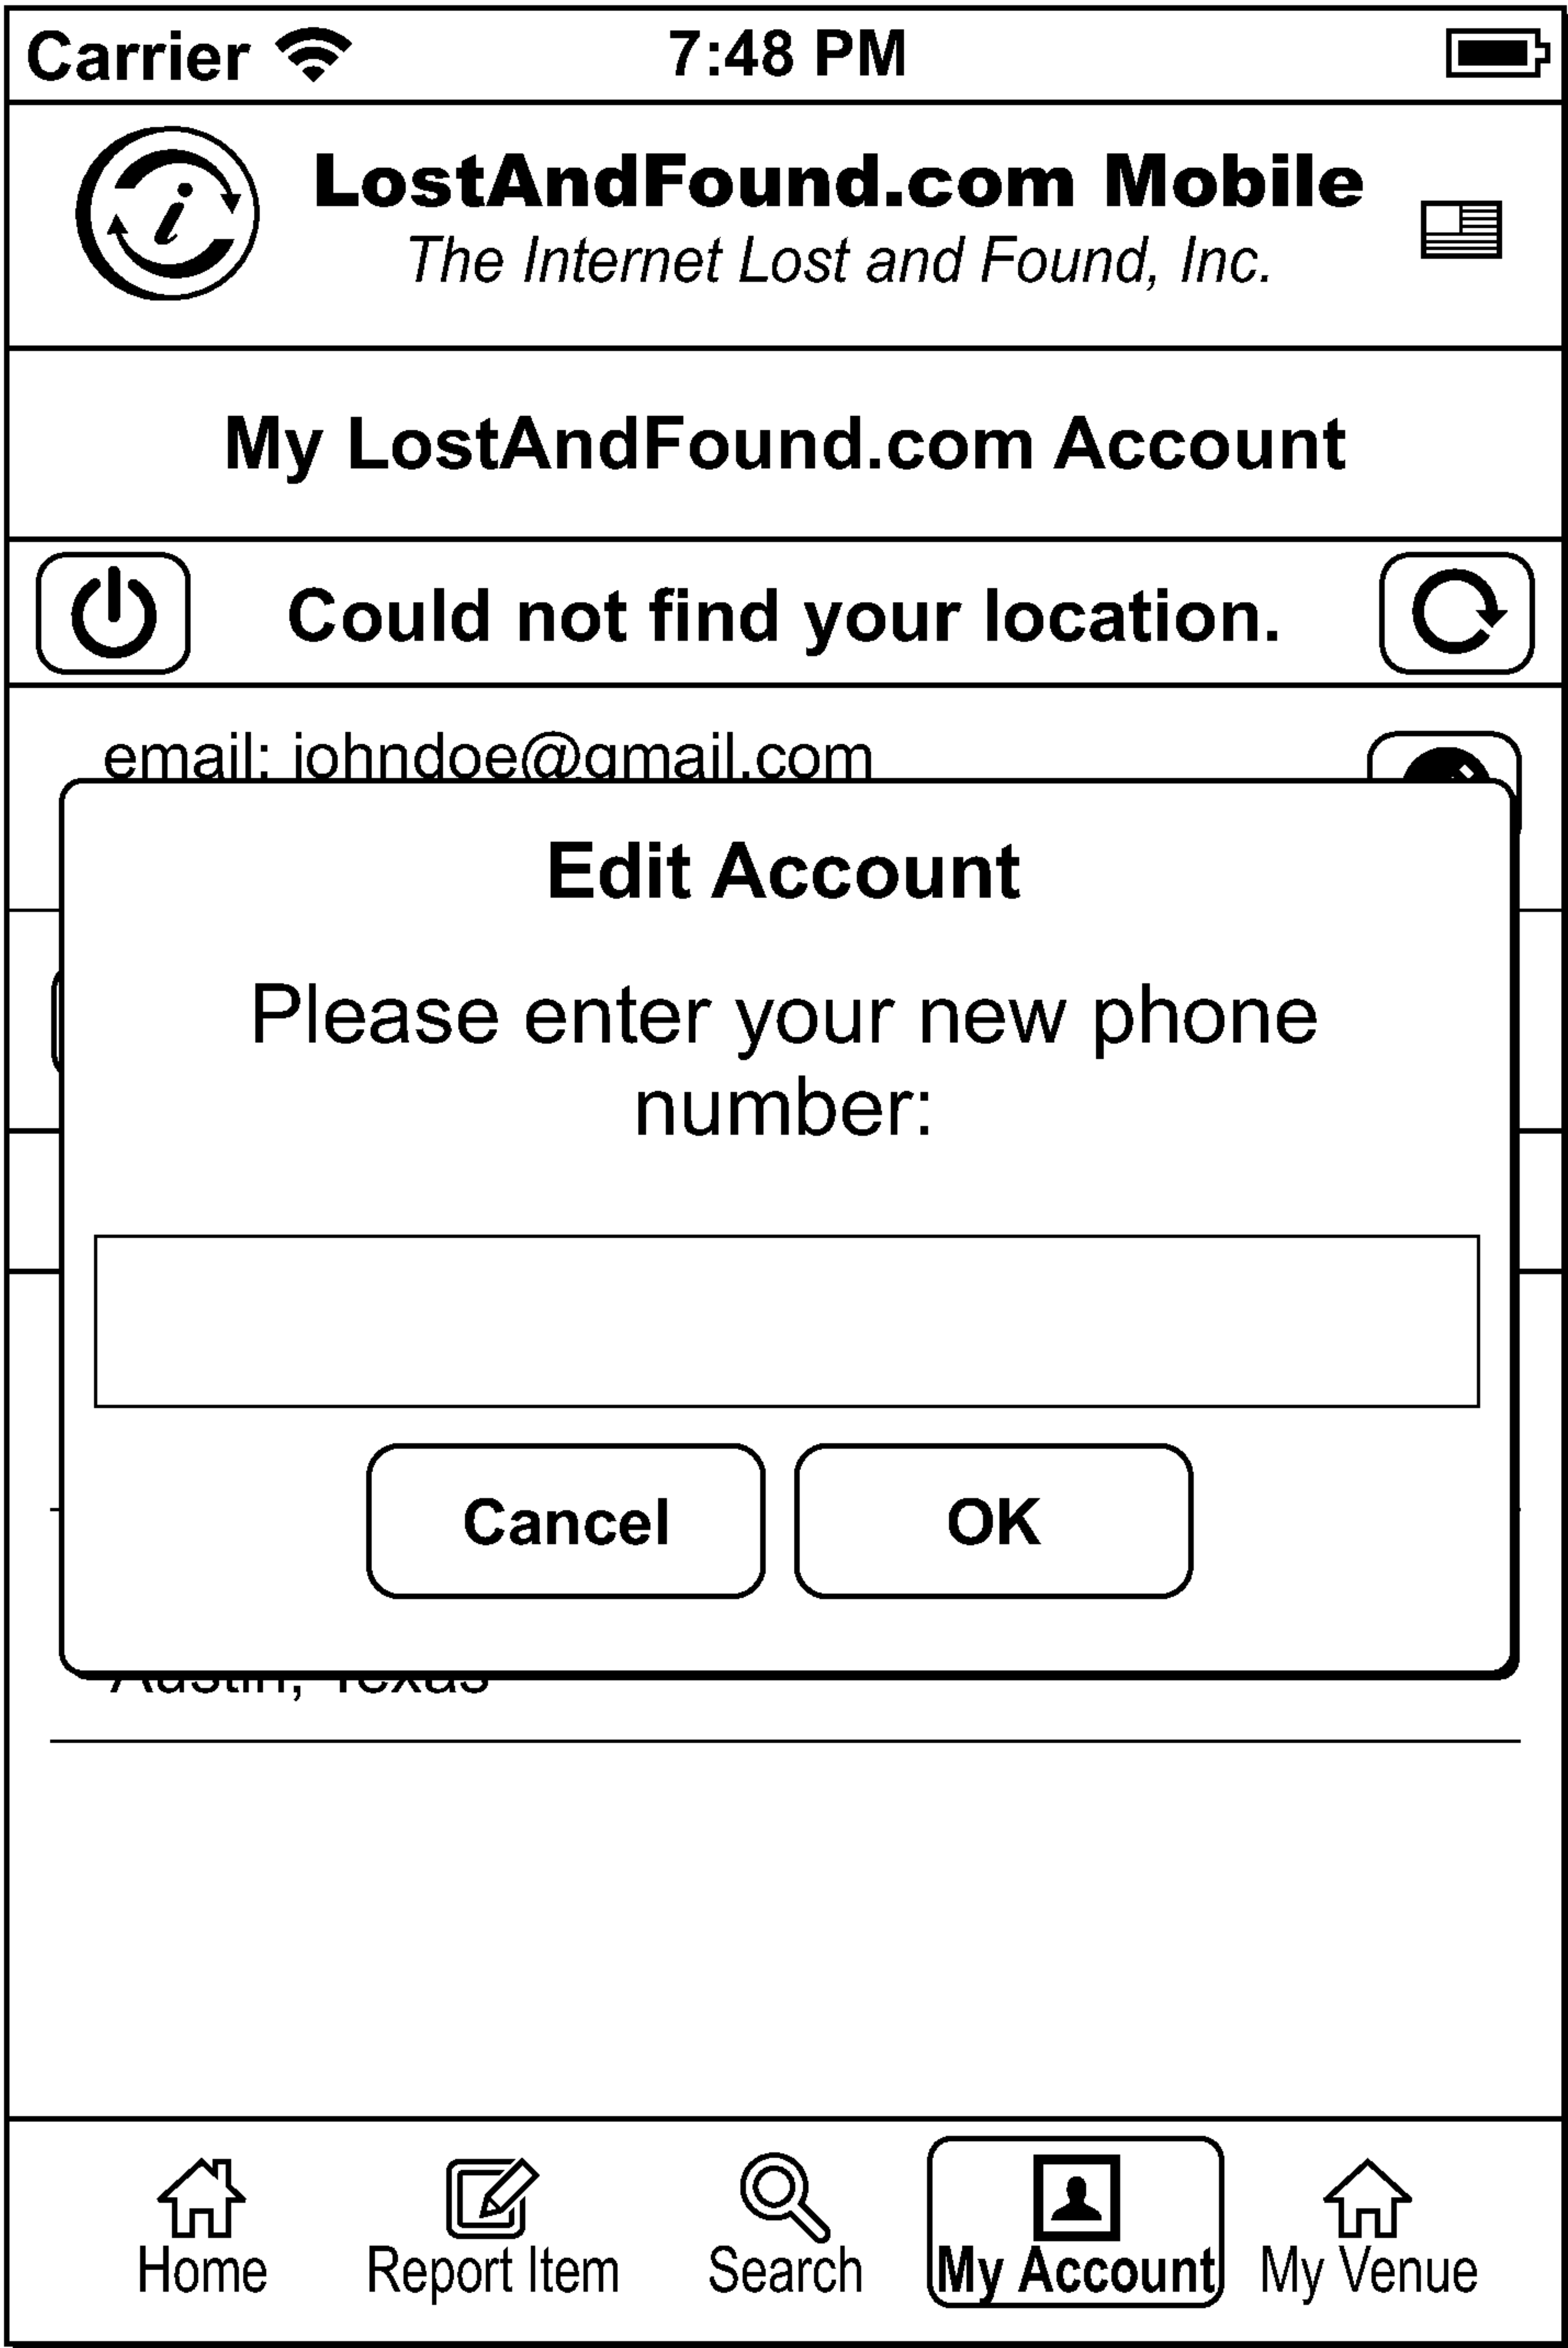 Carrier 7:48 PM
LostAndFound.com Mobile
The Internet Lost and Found, Inc.
My LostAndFound.com Account
Could not find your location.
email: johndoe@gmail.com
Edit Account
Please enter your new phone
number:
Cancel OK
Austin, Texas
Home Report Item Search My Account My Venue